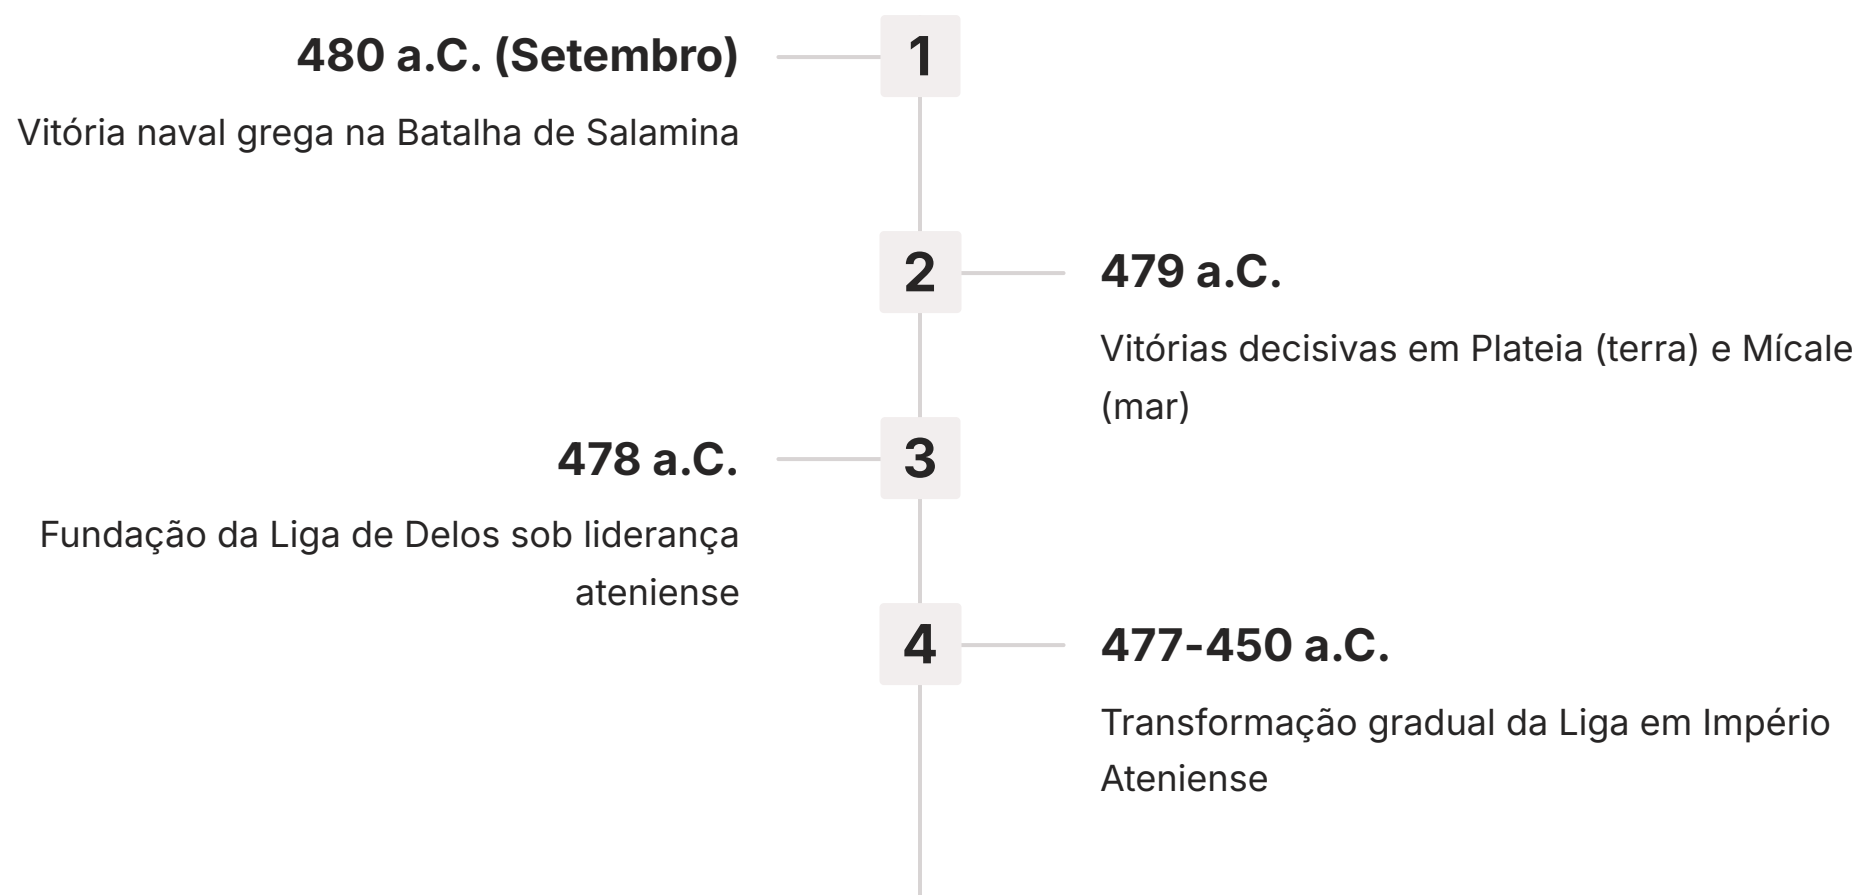 1
480 a.C. (Setembro)
Vitória naval grega na Batalha de Salamina
2
479 a.C.
Vitórias decisivas em Plateia (terra) e Mícale
(mar)
3
478 a.C.
Fundação da Liga de Delos sob liderança
ateniense
4
477-450 a.C.
Transformação gradual da Liga em Império
Ateniense